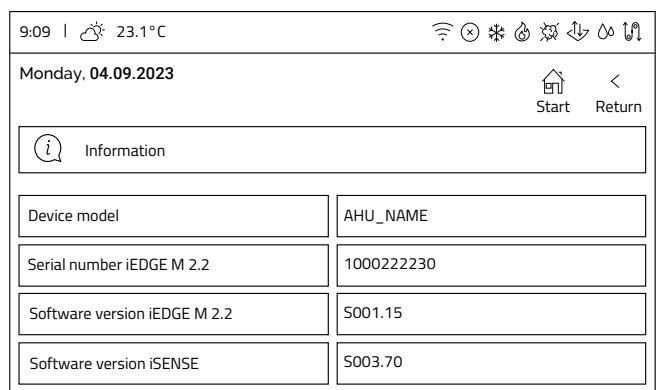 9:09 | 23.1°C
Monday, 04.09.2023
Start Return
i Information
Device model AHU_NAME
Serial number iEDGE M 2.2 1000222230
Software version iEDGE M 2.2 S001.15
Software version iSENSE S003.70